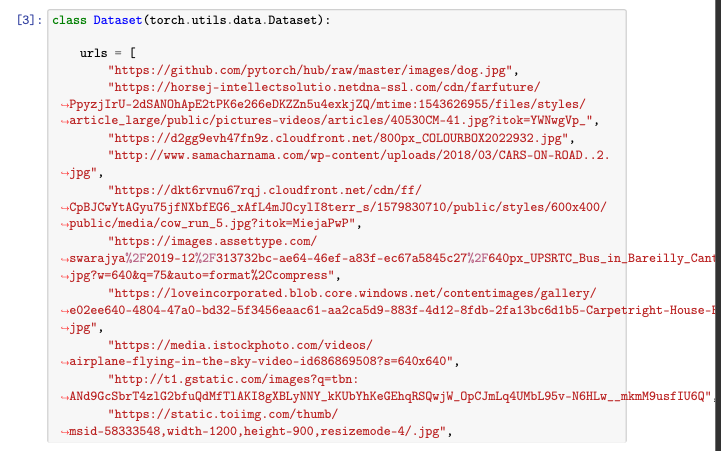 [3]: class Dataset(torch.utils.data.Dataset):
urls = [
"https://github.com/pytorch/hub/raw/master/images/dog.jpg",
"https://horsej-intellectsolutio.netdna-ssl.com/cdn/farfuture/
↪PpyzjIrU-2dSANOhApE2tPK6e266eDKZZn5u4exkjZQ/mtime:1543626955/files/styles/
↪article_large/public/pictures-videos/articles/40530CM-41.jpg?itok=YWNwgVp_",
"https://d2gg9evh47fn9z.cloudfront.net/800px_COLOURBOX2022932.jpg",
"http://www.samacharnama.com/wp-content/uploads/2018/03/CARS-ON-ROAD..2.
↪jpg",
"https://dkt6rvnu67rqj.cloudfront.net/cdn/ff/
↪CpBJCwYtAGyu75jfNXbfEG6_xAfL4mJOcylI8terr_s/1579830710/public/styles/600x400/
↪public/media/cow_run_5.jpg?itok=MiejaPwP",
"https://images.assettype.com/
↪swarajya%2F2019-12%2F313732bc-ae64-46ef-a83f-ec67a5845c27%2F640px_UPSRTC_Bus_in_Bareilly_Cant
↪jpg?w=640&q=75&auto=format%2Ccompress",
"https://loveincorporated.blob.core.windows.net/contentimages/gallery/
↪e02ee640-4804-47a0-bd32-5f3456eaac61-aa2ca5d9-883f-4d12-8fdb-2fa13bc6d1b5-Carpetright-House-
↪jpg",
"https://media.istockphoto.com/videos/
↪airplane-flying-in-the-sky-video-id686869508?s=640x640",
"http://t1.gstatic.com/images?q=tbn:
↪ANd9GcSbrT4zlG2bfuQdMfTlAKI8gXBLyNNY_kKUbYhKeGEhqRSQwjW_OpCJmLq4UMbL95v-N6HLw__mkmM9usfIU6Q",
"https://static.toiimg.com/thumb/
↪msid-58333548,width-1200,height-900,resizemode-4/.jpg",